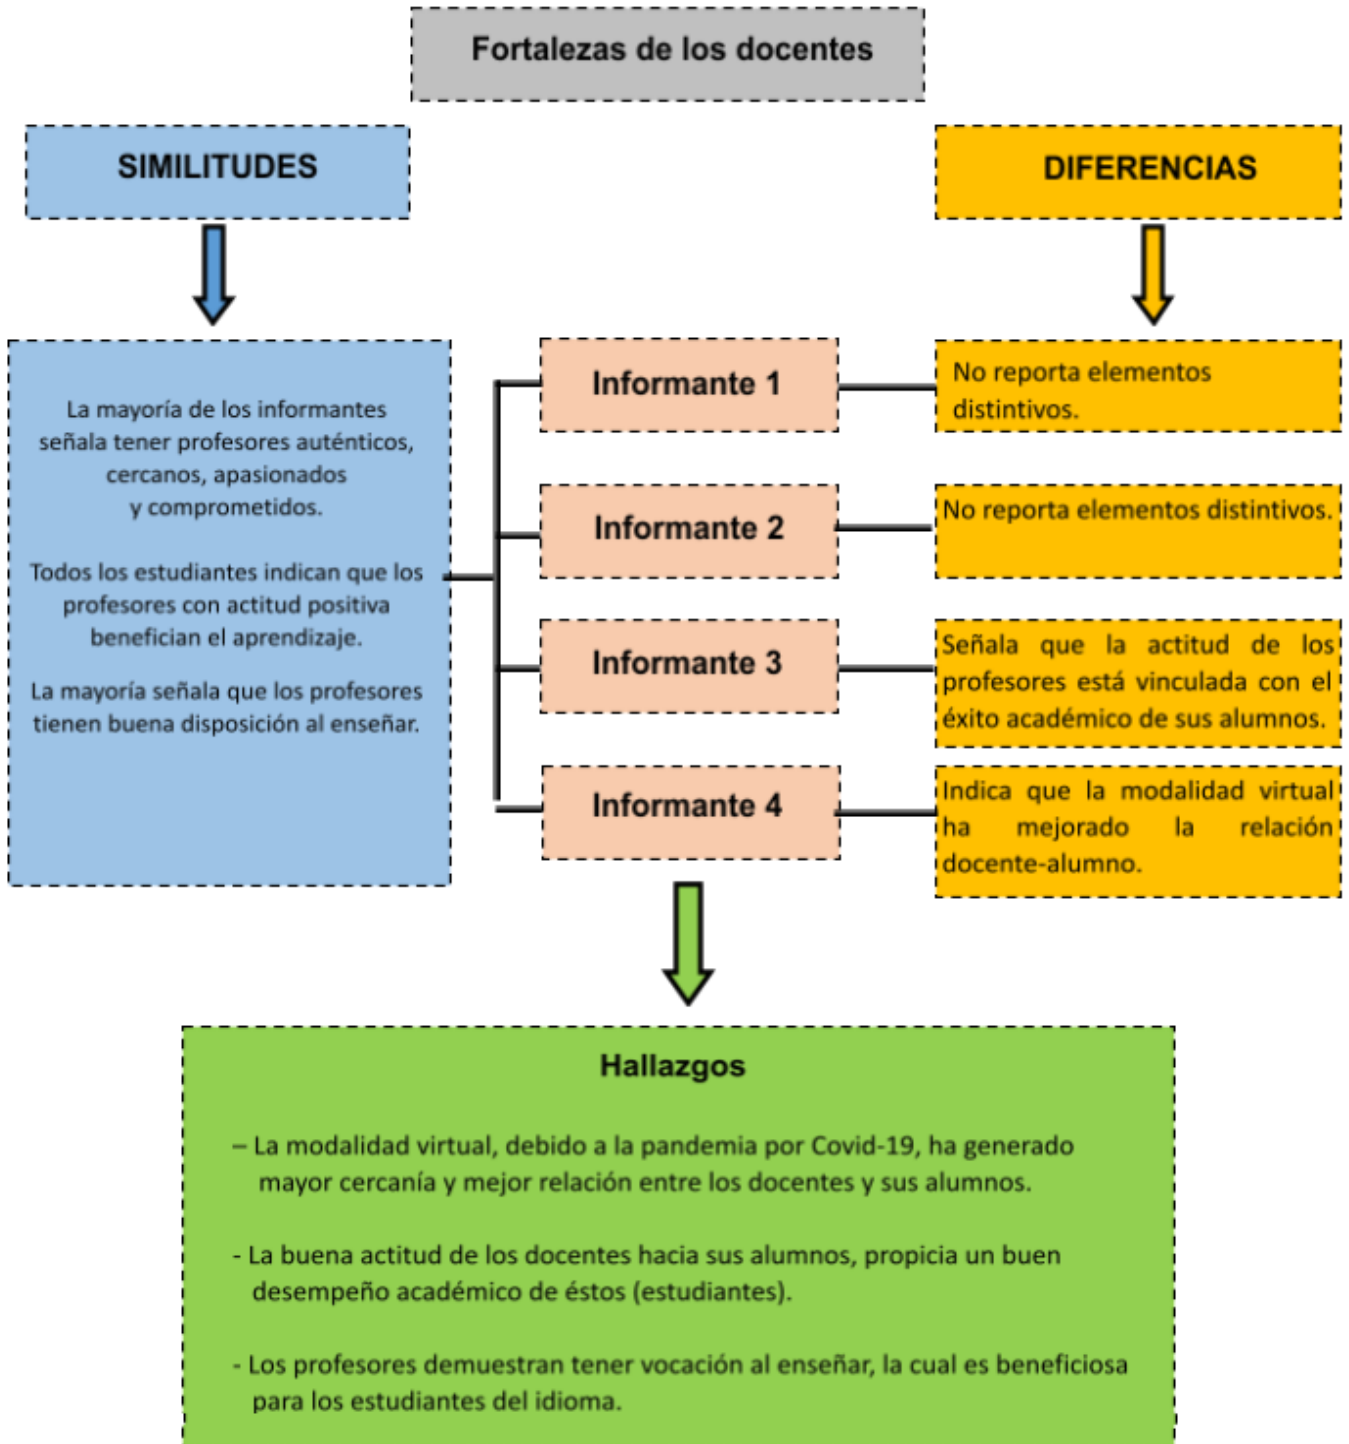 Fortalezas de los docentes
SIMILITUDES
DIFERENCIAS
La mayoría de los informantes
señala tener profesores auténticos,
cercanos, apasionados
y comprometidos.
Todos los estudiantes indican que los
profesores con actitud positiva
benefician el aprendizaje.
La mayoría señala que los profesores
tienen buena disposición al enseñar.
Informante 1
No reporta elementos
distintivos.
Informante 2
No reporta elementos distintivos.
Informante 3
Señala que la actitud de los
profesores está vinculada con el
éxito académico de sus alumnos.
Informante 4
Indica que la modalidad virtual
ha mejorado la relación
docente-alumno.
Hallazgos
– La modalidad virtual, debido a la pandemia por Covid-19, ha generado
mayor cercanía y mejor relación entre los docentes y sus alumnos.
- La buena actitud de los docentes hacia sus alumnos, propicia un buen
desempeño académico de éstos (estudiantes).
- Los profesores demuestran tener vocación al enseñar, la cual es beneficiosa
para los estudiantes del idioma.